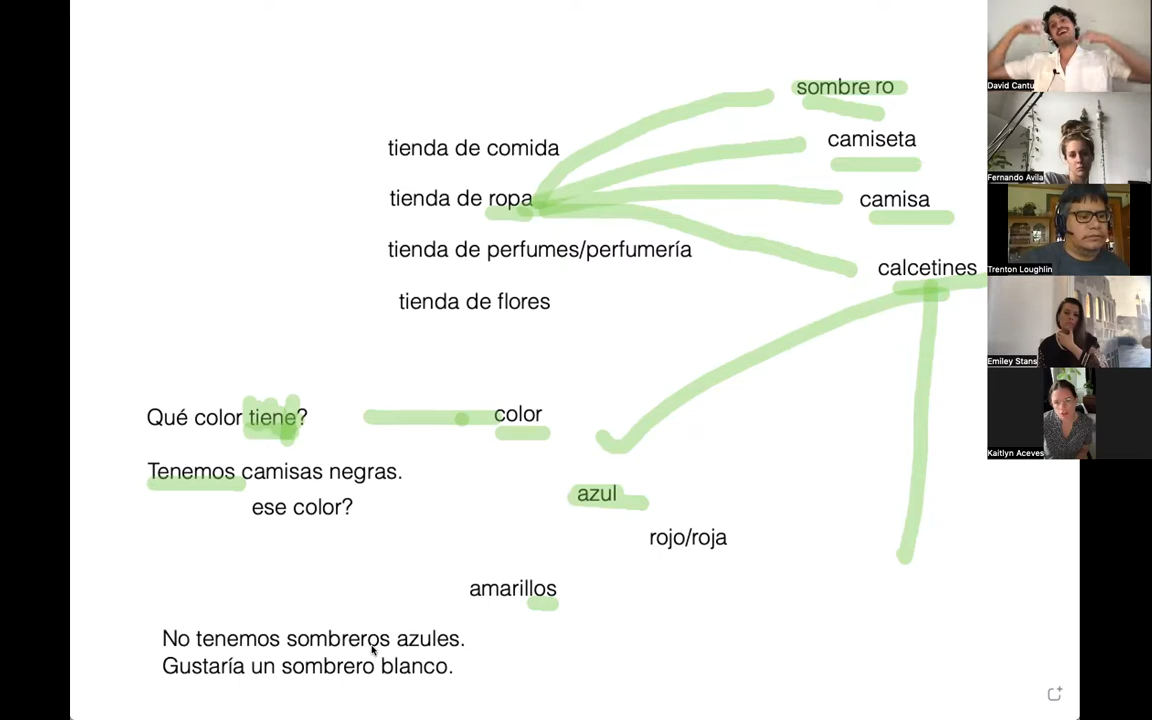 sombre ro
tienda de comida
camiseta
tienda de ropa
camisa
tienda de perfumes/perfumería
calcetines
tienda de flores
Qué color tiene?
color
Tenemos camisas negras.
ese color?
azul
rojo/roja
amarillos
No tenemos sombreros azules.
Gustaría un sombrero blanco.
David Cantu
Fernando Avila
Trenton Loughlin
Emiley Stans
Kaitlyn Aceves